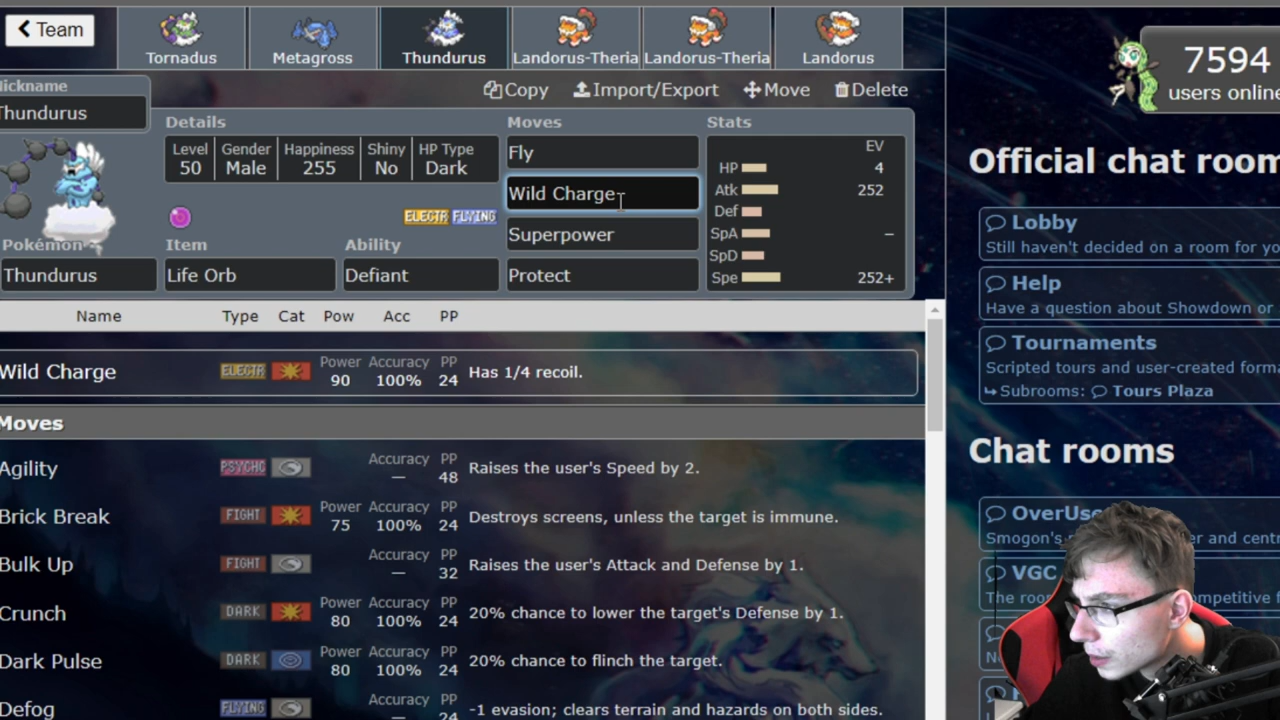 Team
Tornadus
Metagross
Thundurus
Landorus-Theria
Landorus-Theria
Landorus
7594
users online
Nickname
Thundurus
Copy
Import/Export
Move
Delete
Details
Moves
Stats
Level
50
Gender
Male
Happiness
255
Shiny
No
HP Type
Dark
Fly
Wild Charge
Superpower
Protect
EV
HP 4
Atk 252
Def
SpA –
SpD
Spe 252+
ELECTR FLYING
Pokémon
Thundurus
Item
Life Orb
Ability
Defiant
Name Type Cat Pow Acc PP
Wild Charge ELECTR Power 90 Accuracy 100% PP 24 Has 1/4 recoil.
Moves
Agility PSYCHC Accuracy — PP 48 Raises the user's Speed by 2.
Brick Break FIGHT Power 75 Accuracy 100% PP 24 Destroys screens, unless the target is immune.
Bulk Up FIGHT Accuracy — PP 32 Raises the user's Attack and Defense by 1.
Crunch DARK Power 80 Accuracy 100% PP 24 20% chance to lower the target's Defense by 1.
Dark Pulse DARK Power 80 Accuracy 100% PP 24 20% chance to flinch the target.
Defog FLYING Accuracy — PP 24 -1 evasion; clears terrain and hazards on both sides.
Official chat room
Lobby
Still haven't decided on a room for yo
Help
Have a question about Showdown or
Tournaments
Scripted tours and user-created forma
Subrooms: Tours Plaza
Chat rooms
OverUse
Smogon's er and centr
VGC
The roo mpetitive f